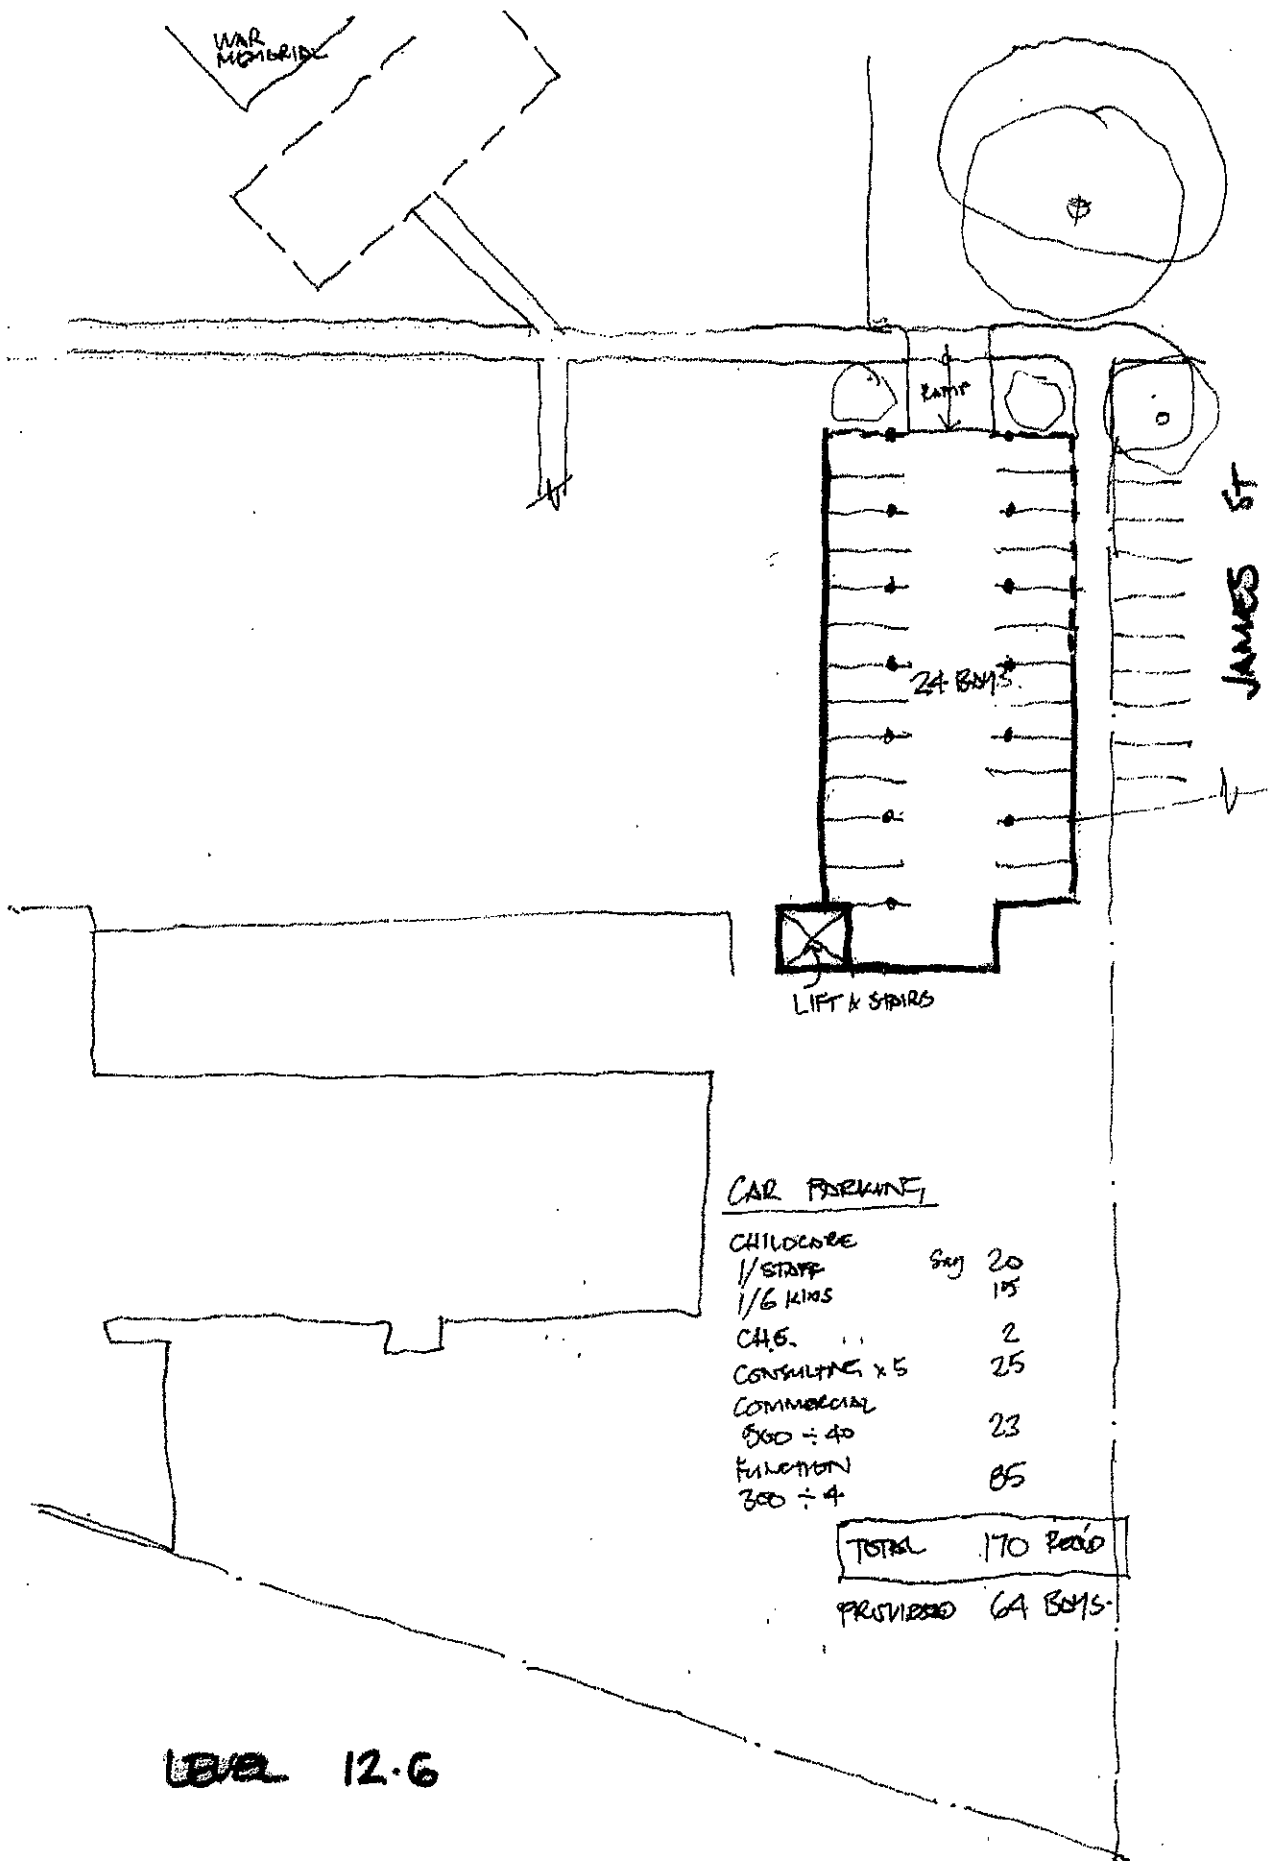 WAR
MEMORIAL
RAMP
JAMES ST
24 BAYS.
LIFT & STAIRS
CAR PARKING
CHILDCARE
1/STAFF Say 20
1/6 KIDS 15
2
CONSULTING x 5 25
COMMERCIAL
÷ 40 23
FUNCTION
300 ÷ 4 85
TOTAL 170 REQ'D
PROVIDED 64 BAYS.
LEVEL 12.6